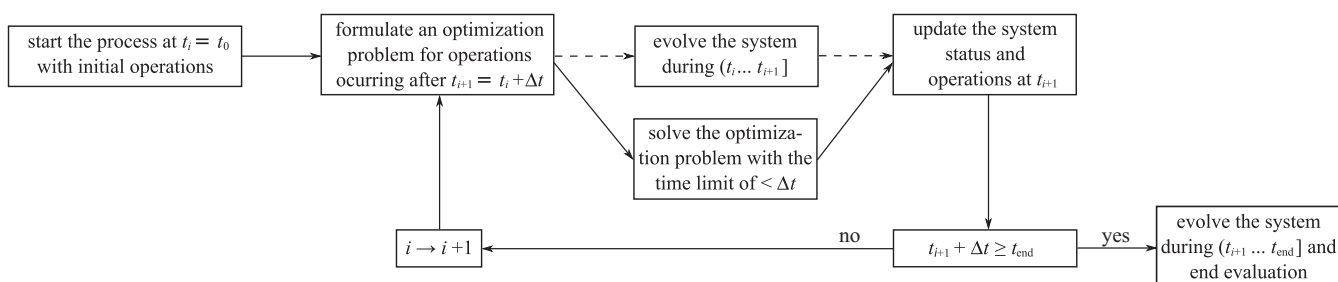 start the process at tᵢ = t₀
with initial operations
formulate an optimization
problem for operations
ocurring after tᵢ₊₁ = tᵢ +Δt
evolve the system
during (tᵢ ... tᵢ₊₁]
update the system
status and
operations at tᵢ₊₁
solve the optimiza-
tion problem with the
time limit of < Δt
i → i +1
no
tᵢ₊₁ + Δt ≥ t_end
yes
evolve the system
during (tᵢ₊₁ ... t_end] and
end evaluation